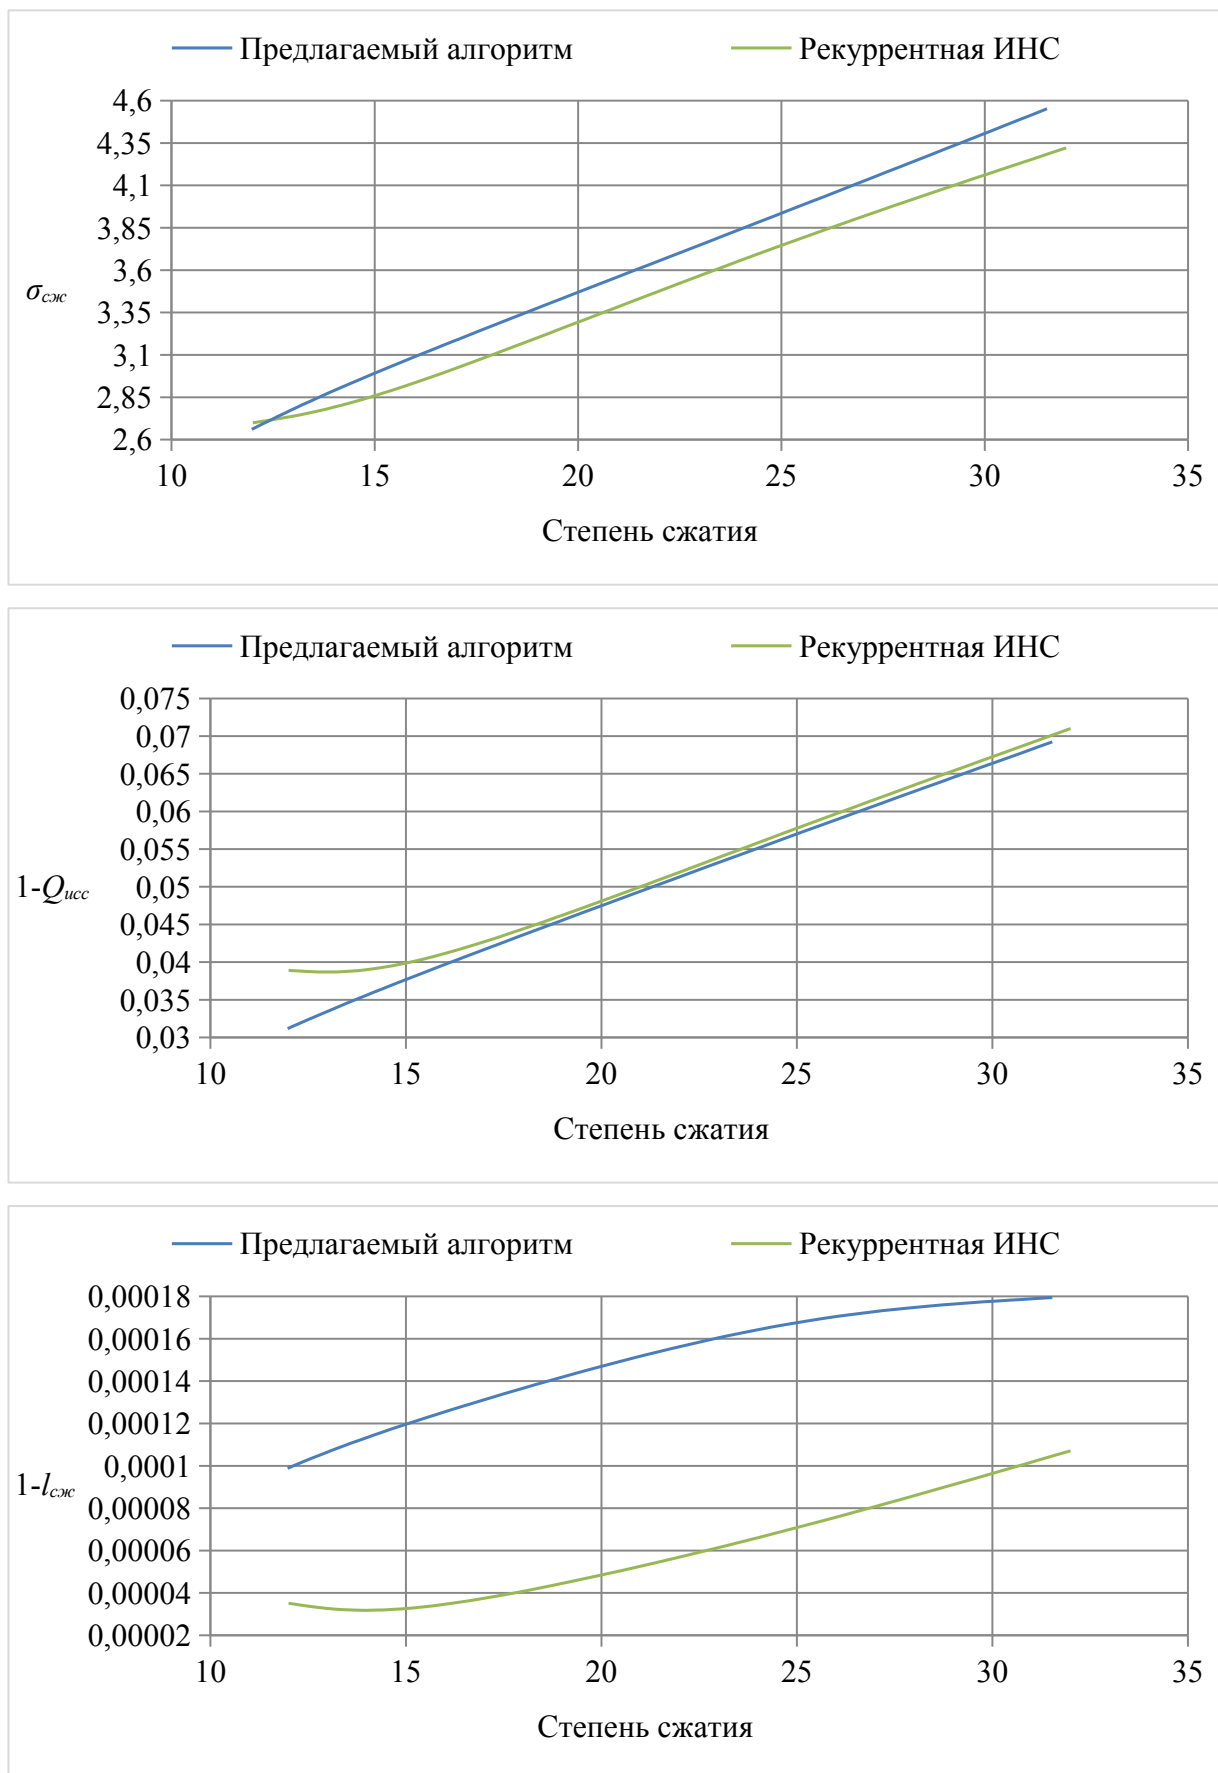 Предлагаемый алгоритм Рекуррентная ИНС
4,6
4,35
4,1
3,85
3,6
σсж
3,35
3,1
2,85
2,6
10 15 20 25 30 35
Степень сжатия
Предлагаемый алгоритм Рекуррентная ИНС
0,075
0,07
0,065
0,06
0,055
1-Qисс
0,05
0,045
0,04
0,035
0,03
10 15 20 25 30 35
Степень сжатия
Предлагаемый алгоритм Рекуррентная ИНС
0,00018
0,00016
0,00014
0,00012
0,0001
1-lсж
0,00008
0,00006
0,00004
0,00002
10 15 20 25 30 35
Степень сжатия